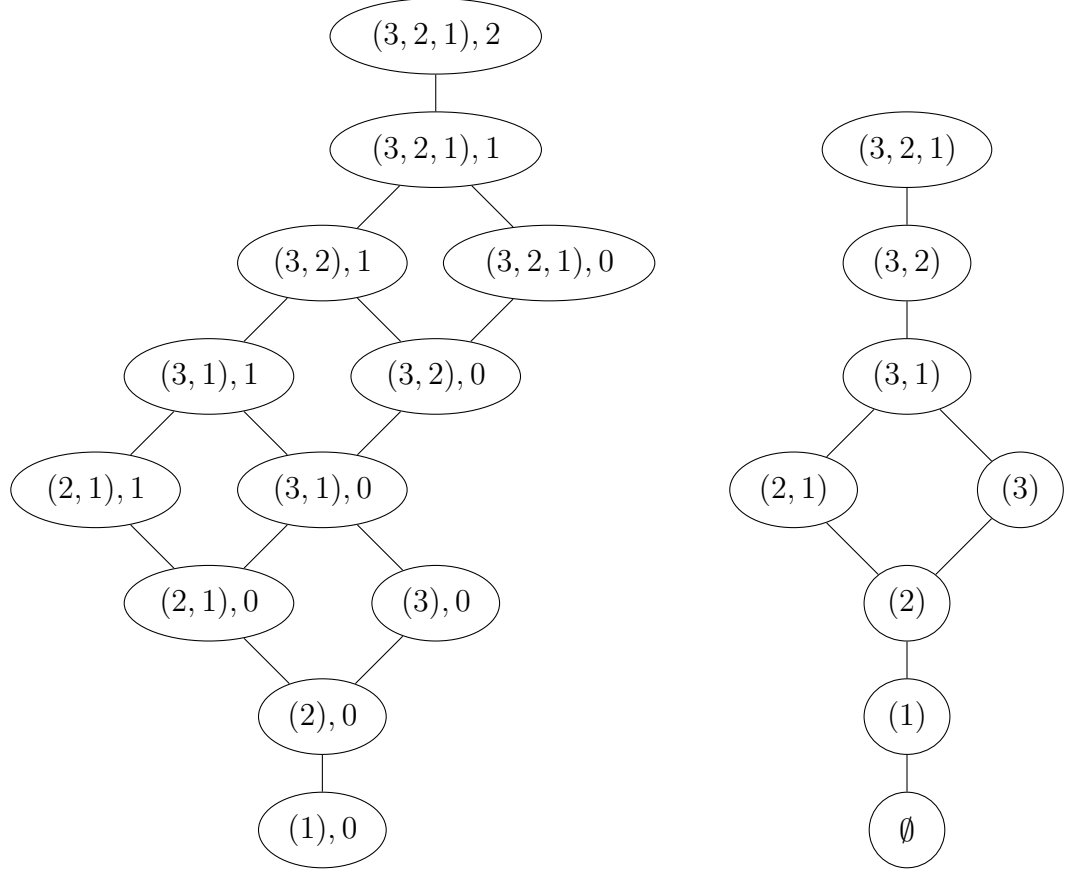 (3, 2, 1), 2
(3, 2, 1), 1
(3, 2, 1)
(3, 2), 1
(3, 2, 1), 0
(3, 2)
(3, 1), 1
(3, 2), 0
(3, 1)
(2, 1), 1
(3, 1), 0
(2, 1)
(3)
(2, 1), 0
(3), 0
(2)
(2), 0
(1)
(1), 0
∅